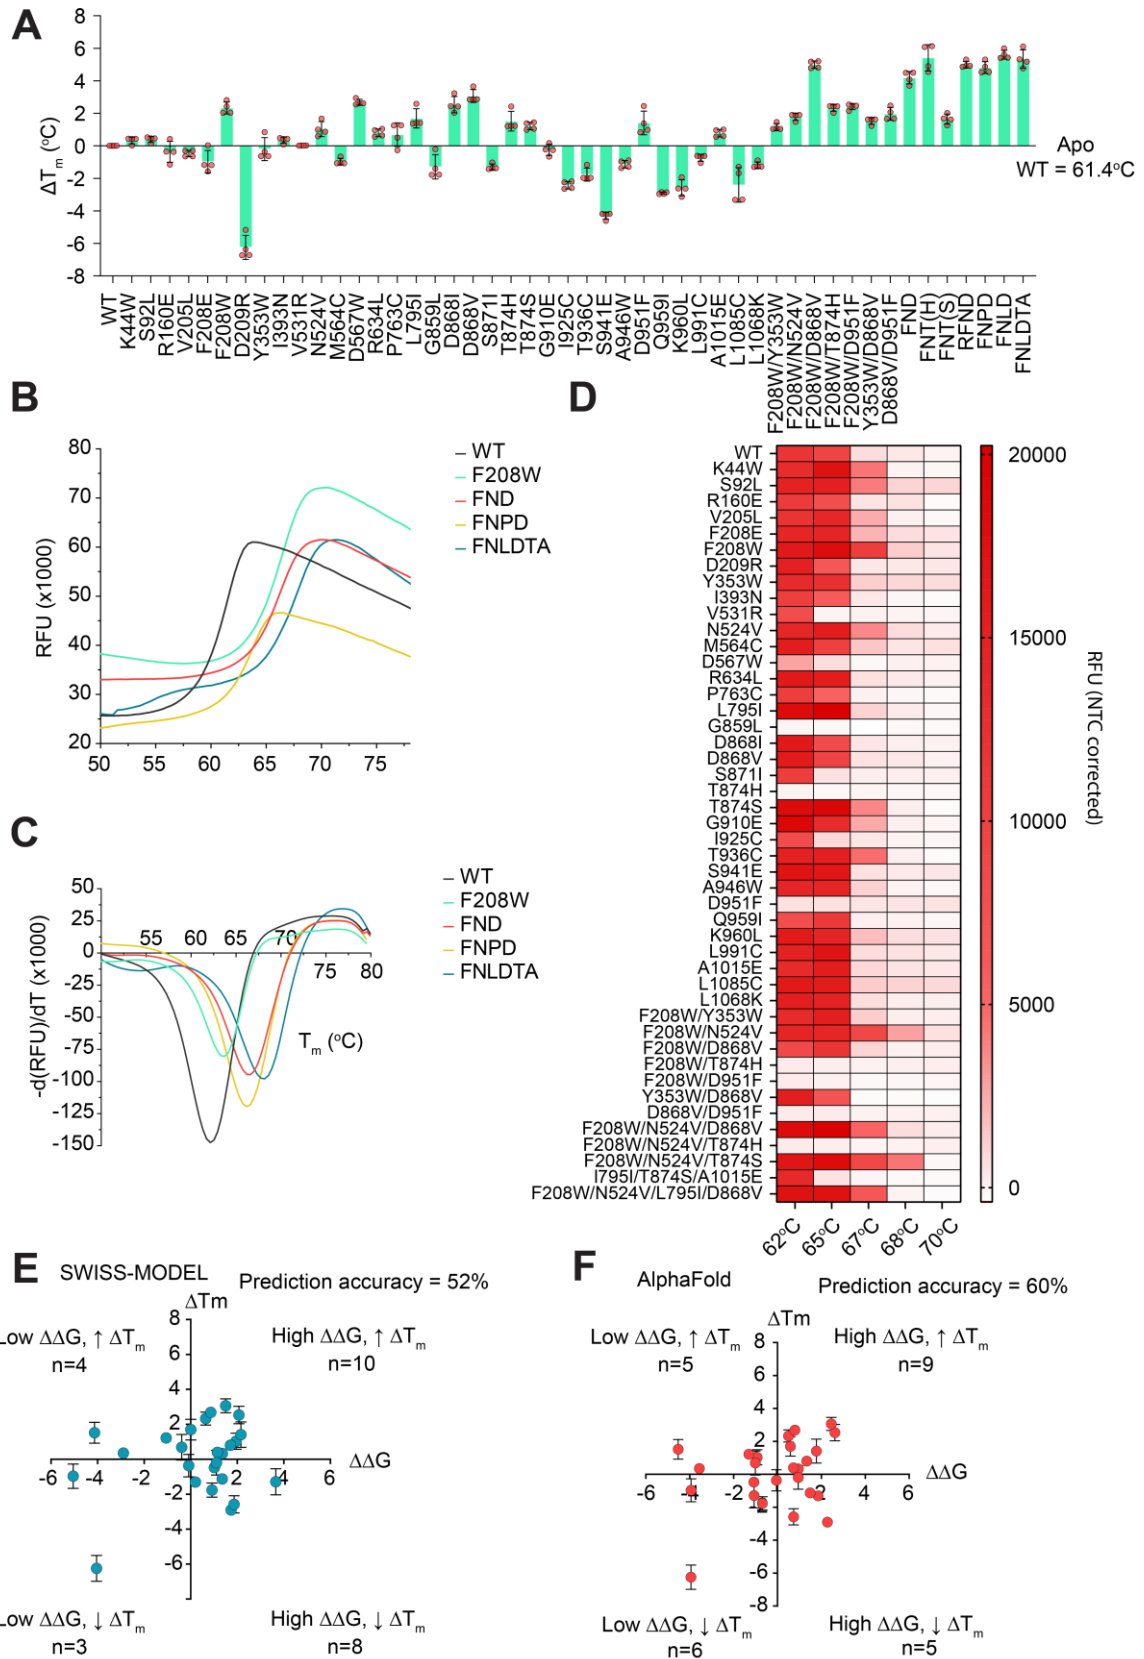 A
ΔTm (°C)
8
6
4
2
0
-2
-4
-6
-8
Apo
WT = 61.4°C
WT
K44W
S92L
R160E
V205L
F208E
F208W
D209R
Y353W
I393N
V531R
N524V
M564C
D567W
R634L
P763C
L795I
G859L
D868I
D868V
S871I
T874H
T874S
G910E
I925C
T936C
S941E
A946W
D951F
Q959I
K960L
L991C
A1015E
L1085C
L1068K
F208W/Y353W
F208W/N524V
F208W/D868V
F208W/T874H
F208W/D951F
Y353W/D868V
D868V/D951F
FND
FNT(H)
FNT(S)
RFND
FNPD
FNLD
FNLDTA
B
RFU (x1000)
80
70
60
50
40
30
20
50
55
60
65
70
75
WT
F208W
FND
FNPD
FNLDTA
C
-d(RFU)/dT (x1000)
50
25
0
-25
-50
-75
-100
-125
-150
55
60
65
70
75
80
Tm (°C)
WT
F208W
FND
FNPD
FNLDTA
D
WT
K44W
S92L
R160E
V205L
F208E
F208W
D209R
Y353W
I393N
V531R
N524V
M564C
D567W
R634L
P763C
L795I
G859L
D868I
D868V
S871I
T874H
T874S
G910E
I925C
T936C
S941E
A946W
D951F
Q959I
K960L
L991C
A1015E
L1085C
L1068K
F208W/Y353W
F208W/N524V
F208W/D868V
F208W/T874H
F208W/D951F
Y353W/D868V
D868V/D951F
F208W/N524V/D868V
F208W/N524V/T874H
F208W/N524V/T874S
I795I/T874S/A1015E
F208W/N524V/L795I/D868V
62°C
65°C
67°C
68°C
70°C
20000
15000
10000
5000
0
RFU (NTC corrected)
E
SWISS-MODEL
Prediction accuracy = 52%
ΔTm
Low ΔΔG, ↑ ΔTm
n=4
High ΔΔG, ↑ ΔTm
n=10
8
6
4
2
-2
-4
-6
-6
-4
-2
0
2
4
6
ΔΔG
Low ΔΔG, ↓ ΔTm
n=3
High ΔΔG, ↓ ΔTm
n=8
F
AlphaFold
Prediction accuracy = 60%
ΔTm
Low ΔΔG, ↑ ΔTm
n=5
High ΔΔG, ↑ ΔTm
n=9
8
6
4
2
-2
-4
-6
-8
-6
-4
-2
0
2
4
6
ΔΔG
Low ΔΔG, ↓ ΔTm
n=6
High ΔΔG, ↓ ΔTm
n=5